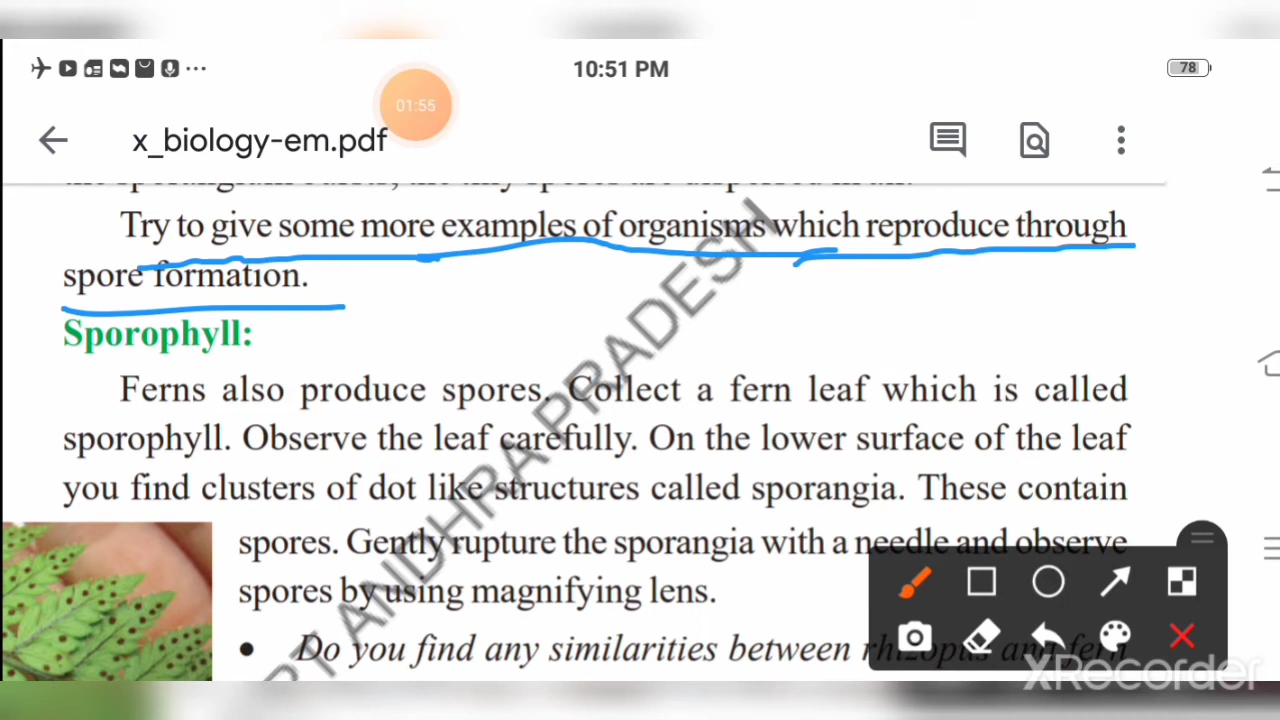 10:51 PM
78
01:55
x_biology-em.pdf
Try to give some more examples of organisms which reproduce through
spore formation.
Sporophyll:
Ferns also produce spores. Collect a fern leaf which is called
sporophyll. Observe the leaf carefully. On the lower surface of the leaf
you find clusters of dot like structures called sporangia. These contain
spores. Gently rupture the sporangia with a needle and observe
spores by using magnifying lens.
• Do you find any similarities between rhizopus and fern
RT ANDHRA PRADESH
XRecorder